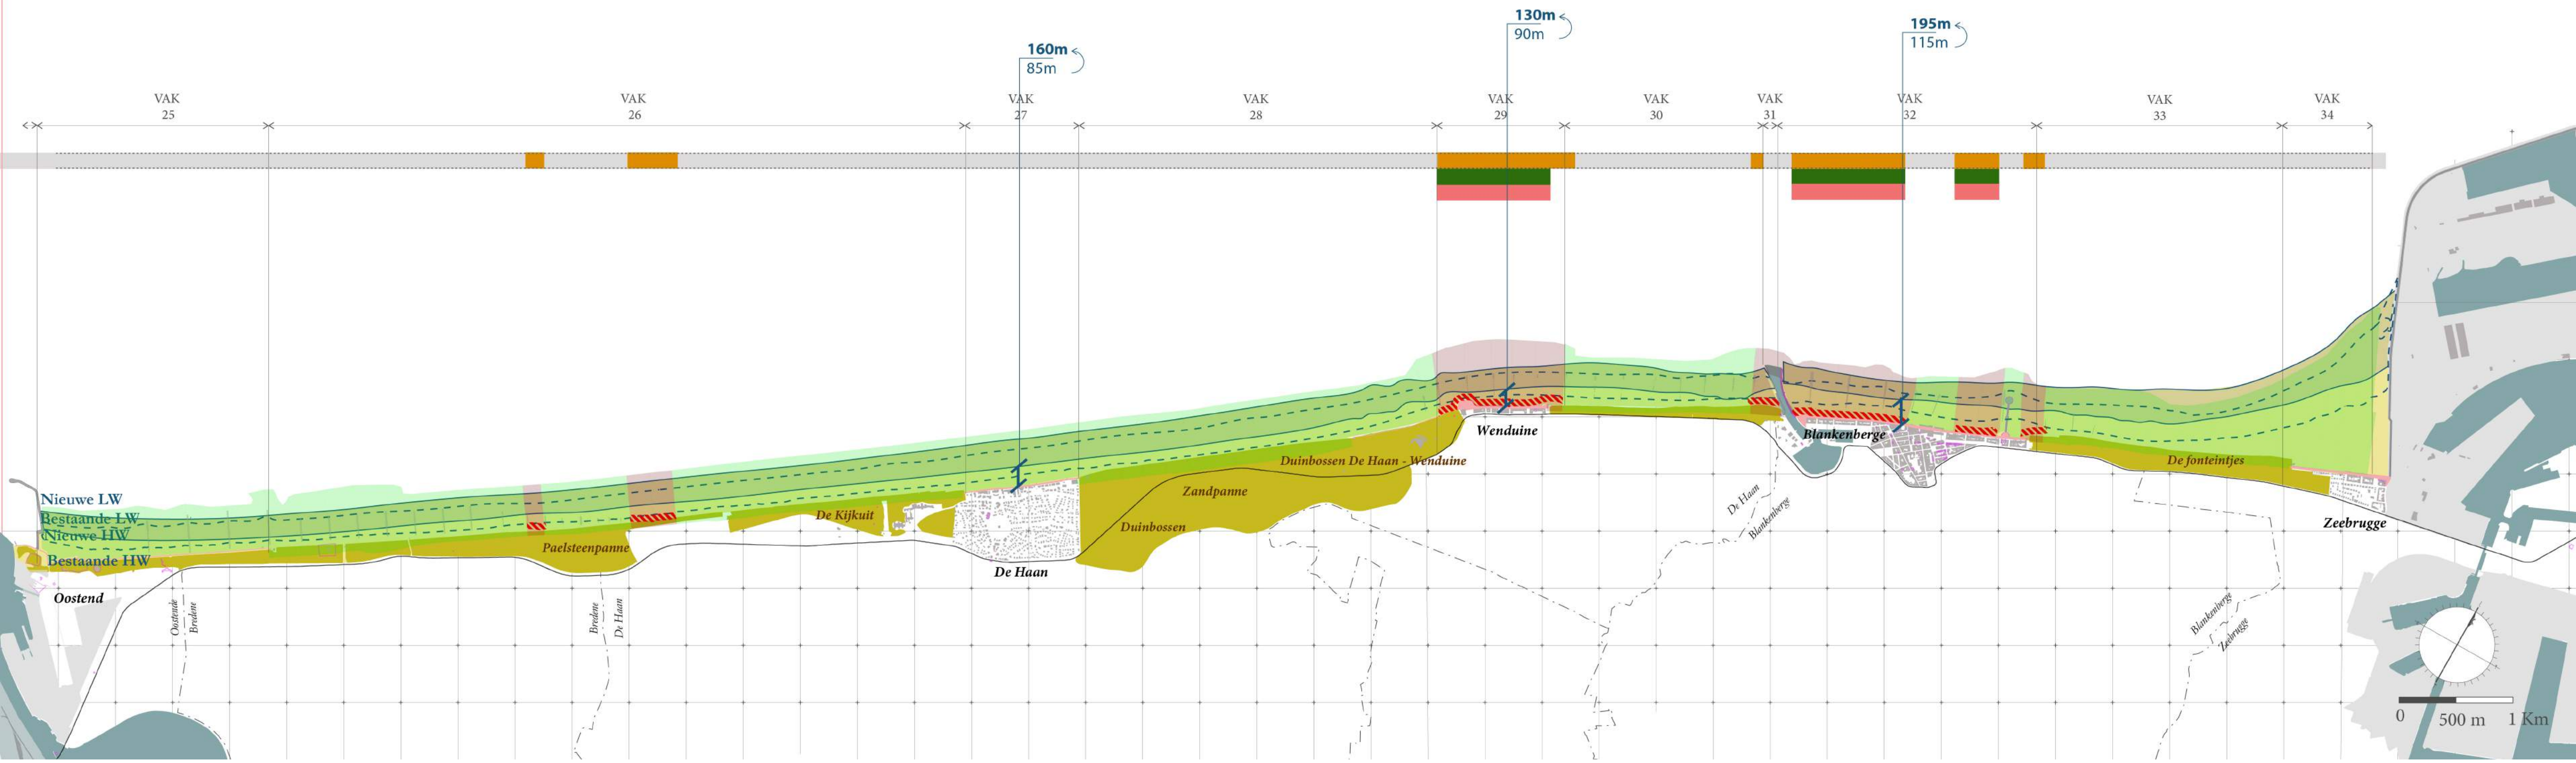 130m
90m
195m
115m
160m
85m
VAK
25
VAK
26
VAK
27
VAK
28
VAK
29
VAK
30
VAK
31
VAK
32
VAK
33
VAK
34
Nieuwe LW
Bestaande LW
Nieuwe HW
Bestaande HW
Oostend
Oostende
Bredene
Paelsteenpanne
Bredene
De Haan
De Kijkuit
De Haan
Duinbossen De Haan - Wenduine
Zandpanne
Duinbossen
Wenduine
Blankenberge
De Haan
Blankenberge
De fonteintjes
Zeebrugge
Blankenberge
Zeebrugge
0 500 m 1 Km